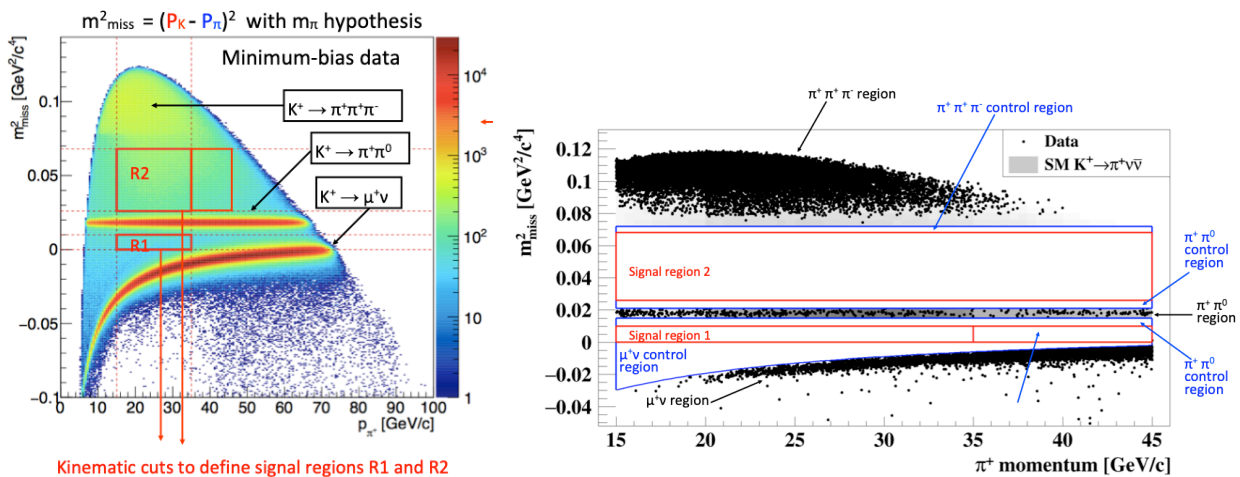 m²miss = (P_K - P_π)² with m_π hypothesis
m²miss [GeV²/c⁴]
Minimum-bias data
K⁺ → π⁺π⁺π⁻
K⁺ → π⁺π⁰
K⁺ → μ⁺ν
R2
R1
0.1
0.05
0
−0.05
−0.1
0 10 20 30 40 50 60 70 80 90 100
p_π⁺ [GeV/c]
10⁴
10³
10²
10
1
Kinematic cuts to define signal regions R1 and R2
π⁺ π⁺ π⁻ region
π⁺ π⁺ π⁻ control region
m²miss [GeV²/c⁴]
Data
SM K⁺→π⁺νν̄
0.12
0.1
0.08
0.06
0.04
0.02
0
−0.02
−0.04
Signal region 2
Signal region 1
μ⁺ν control
region
μ⁺ν region
π⁺ π⁰
control
region
π⁺ π⁰
region
π⁺ π⁰
control
region
15 20 25 30 35 40 45
π⁺ momentum [GeV/c]